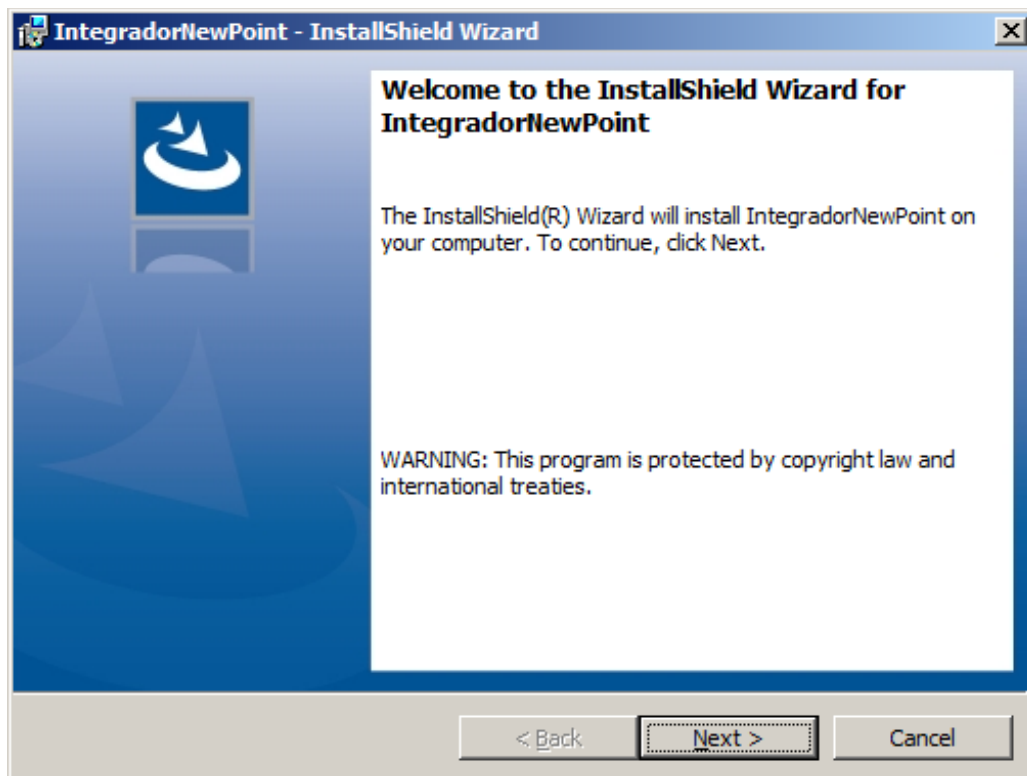 IntegradorNewPoint - InstallShield Wizard
Welcome to the InstallShield Wizard for
IntegradorNewPoint
The InstallShield(R) Wizard will install IntegradorNewPoint on
your computer. To continue, click Next.
WARNING: This program is protected by copyright law and
international treaties.
< Back Next > Cancel